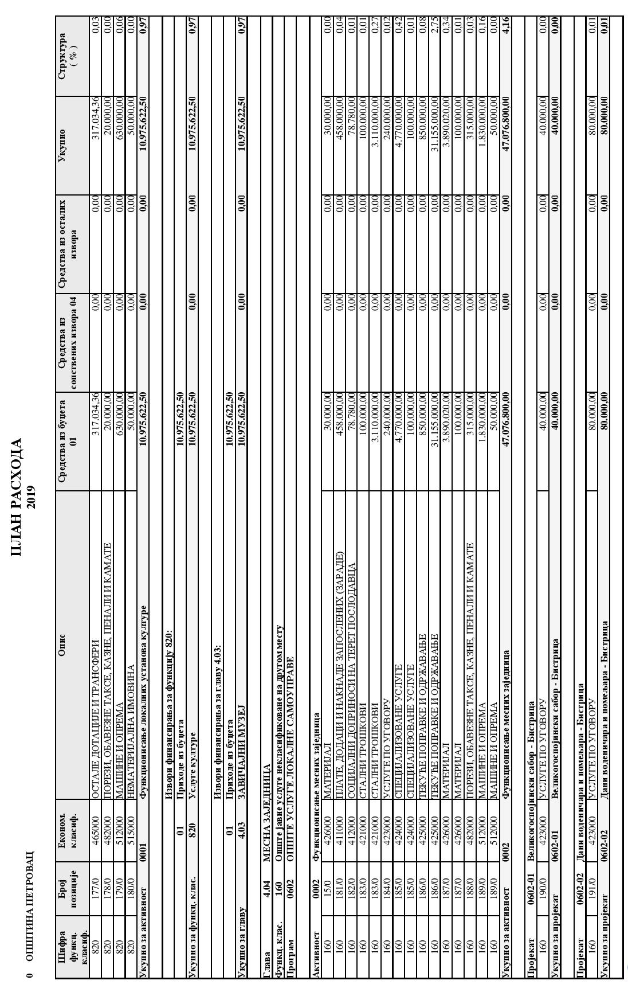 ПЛАН РАСХОДА
2019
0 ОПШТИНА ПЕТРОВАЦ
Шифра функц. класиф. Број позиције Економ. класиф. Опис Средства из буџета 01 Средства из сопствених извора 04 Средства из осталих извора Укупно Структура ( % )
820 177/0 465000 ОСТАЛЕ ДОТАЦИЈЕ И ТРАНСФЕРИ 317.034,36 0,00 0,00 317.034,36 0,03
820 178/0 482000 ПОРЕЗИ, ОБАВЕЗНЕ ТАКСЕ, КАЗНЕ, ПЕНАЛИ И КАМАТЕ 20.000,00 0,00 0,00 20.000,00 0,00
820 179/0 512000 МАШИНЕ И ОПРЕМА 630.000,00 0,00 0,00 630.000,00 0,06
820 180/0 515000 НЕМАТЕРИЈАЛНА ИМОВИНА 50.000,00 0,00 0,00 50.000,00 0,00
Укупно за активност 0001 Функционисање локалних установа културе 10.975.622,50 0,00 0,00 10.975.622,50 0,97
Извори финансирања за функцију 820:
01 Приходе из буџета 10.975.622,50
Укупно за функц. клас. 820 Услуге културе 10.975.622,50 0,00 0,00 10.975.622,50 0,97
Извори финансирања за главу 4.03:
01 Приходе из буџета 10.975.622,50
Укупно за главу 4.03 ЗАВИЧАЈНИ МУЗЕЈ 10.975.622,50 0,00 0,00 10.975.622,50 0,97
Глава 4.04 МЕСНА ЗАЈЕДНИЦА
Функц. клас. 160 Опште јавне услуге некласификоване на другом месту
Програм 0602 ОПШТЕ УСЛУГЕ ЛОКАЛНЕ САМОУПРАВЕ
Активност 0002 Функционисање месних заједница
160 15/0 426000 МАТЕРИЈАЛ 30.000,00 0,00 0,00 30.000,00 0,00
160 181/0 411000 ПЛАТЕ, ДОДАЦИ И НАКНАДЕ ЗАПОСЛЕНИХ (ЗАРАДЕ) 458.000,00 0,00 0,00 458.000,00 0,04
160 182/0 412000 СОЦИЈАЛНИ ДОПРИНОСИ НА ТЕРЕТ ПОСЛОДАВЦА 78.780,00 0,00 0,00 78.780,00 0,01
160 183/0 421000 СТАЛНИ ТРОШКОВИ 100.000,00 0,00 0,00 100.000,00 0,01
160 183/0 421000 СТАЛНИ ТРОШКОВИ 3.110.000,00 0,00 0,00 3.110.000,00 0,27
160 184/0 423000 УСЛУГЕ ПО УГОВОРУ 240.000,00 0,00 0,00 240.000,00 0,02
160 185/0 424000 СПЕЦИЈАЛИЗОВАНЕ УСЛУГЕ 4.770.000,00 0,00 0,00 4.770.000,00 0,42
160 185/0 424000 СПЕЦИЈАЛИЗОВАНЕ УСЛУГЕ 100.000,00 0,00 0,00 100.000,00 0,01
160 186/0 425000 ТЕКУЋЕ ПОПРАВКЕ И ОДРЖАВАЊЕ 850.000,00 0,00 0,00 850.000,00 0,08
160 186/0 425000 ТЕКУЋЕ ПОПРАВКЕ И ОДРЖАВАЊЕ 31.155.000,00 0,00 0,00 31.155.000,00 2,75
160 187/0 426000 МАТЕРИЈАЛ 3.890.020,00 0,00 0,00 3.890.020,00 0,34
160 187/0 426000 МАТЕРИЈАЛ 100.000,00 0,00 0,00 100.000,00 0,01
160 188/0 482000 ПОРЕЗИ, ОБАВЕЗНЕ ТАКСЕ, КАЗНЕ, ПЕНАЛИ И КАМАТЕ 315.000,00 0,00 0,00 315.000,00 0,03
160 189/0 512000 МАШИНЕ И ОПРЕМА 1.830.000,00 0,00 0,00 1.830.000,00 0,16
160 189/0 512000 МАШИНЕ И ОПРЕМА 50.000,00 0,00 0,00 50.000,00 0,00
Укупно за активност 0002 Функционисање месних заједница 47.076.800,00 0,00 0,00 47.076.800,00 4,16
Пројекат 0602-01 Великогоспојински сабор - Бистрица
160 190/0 423000 УСЛУГЕ ПО УГОВОРУ 40.000,00 0,00 0,00 40.000,00 0,00
Укупно за пројекат 0602-01 Великогоспојински сабор - Бистрица 40.000,00 0,00 0,00 40.000,00 0,00
Пројекат 0602-02 Дани воденичара и помељара - Бистрица
160 191/0 423000 УСЛУГЕ ПО УГОВОРУ 80.000,00 0,00 0,00 80.000,00 0,01
Укупно за пројекат 0602-02 Дани воденичара и помељара - Бистрица 80.000,00 0,00 0,00 80.000,00 0,01